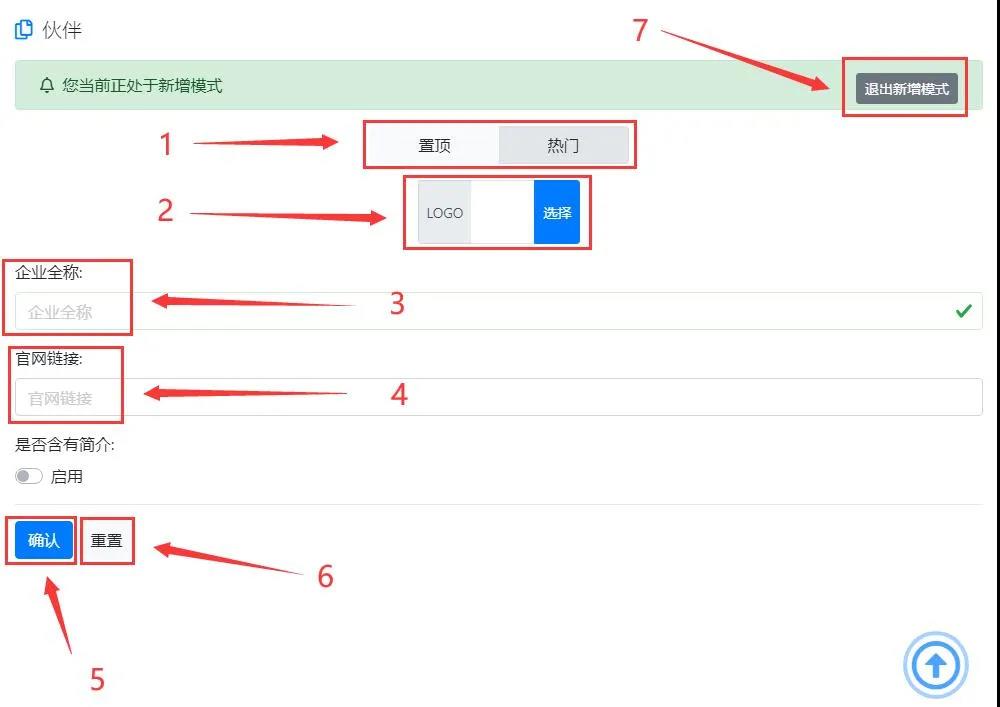 伙伴
7
您当前正处于新增模式
退出新增模式
1
置顶 热门
2
LOGO 选择
企业全称:
企业全称
3
官网链接:
官网链接
4
是否含有简介:
启用
确认 重置
6
5